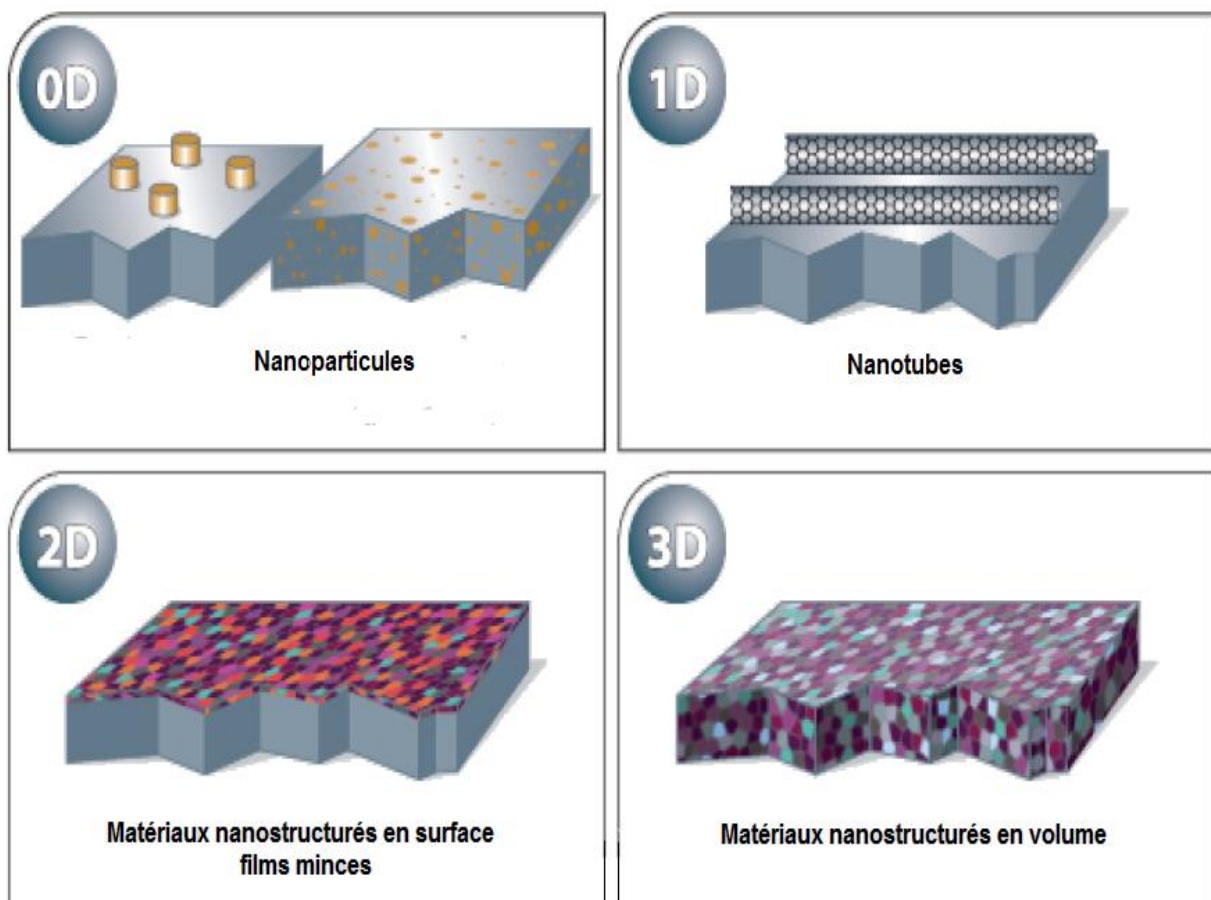 0D
1D
Nanoparticules
Nanotubes
2D
3D
Matériaux nanostructurés en surface
films minces
Matériaux nanostructurés en volume